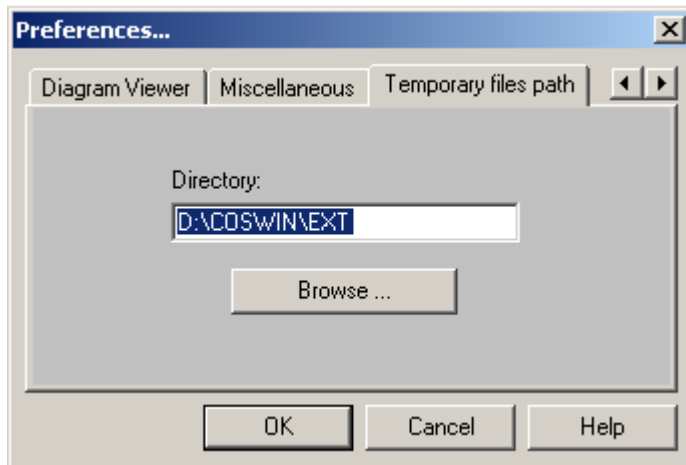 Preferences...
Diagram Viewer Miscellaneous Temporary files path
Directory:
D:\COSWIN\EXT
Browse ...
OK Cancel Help